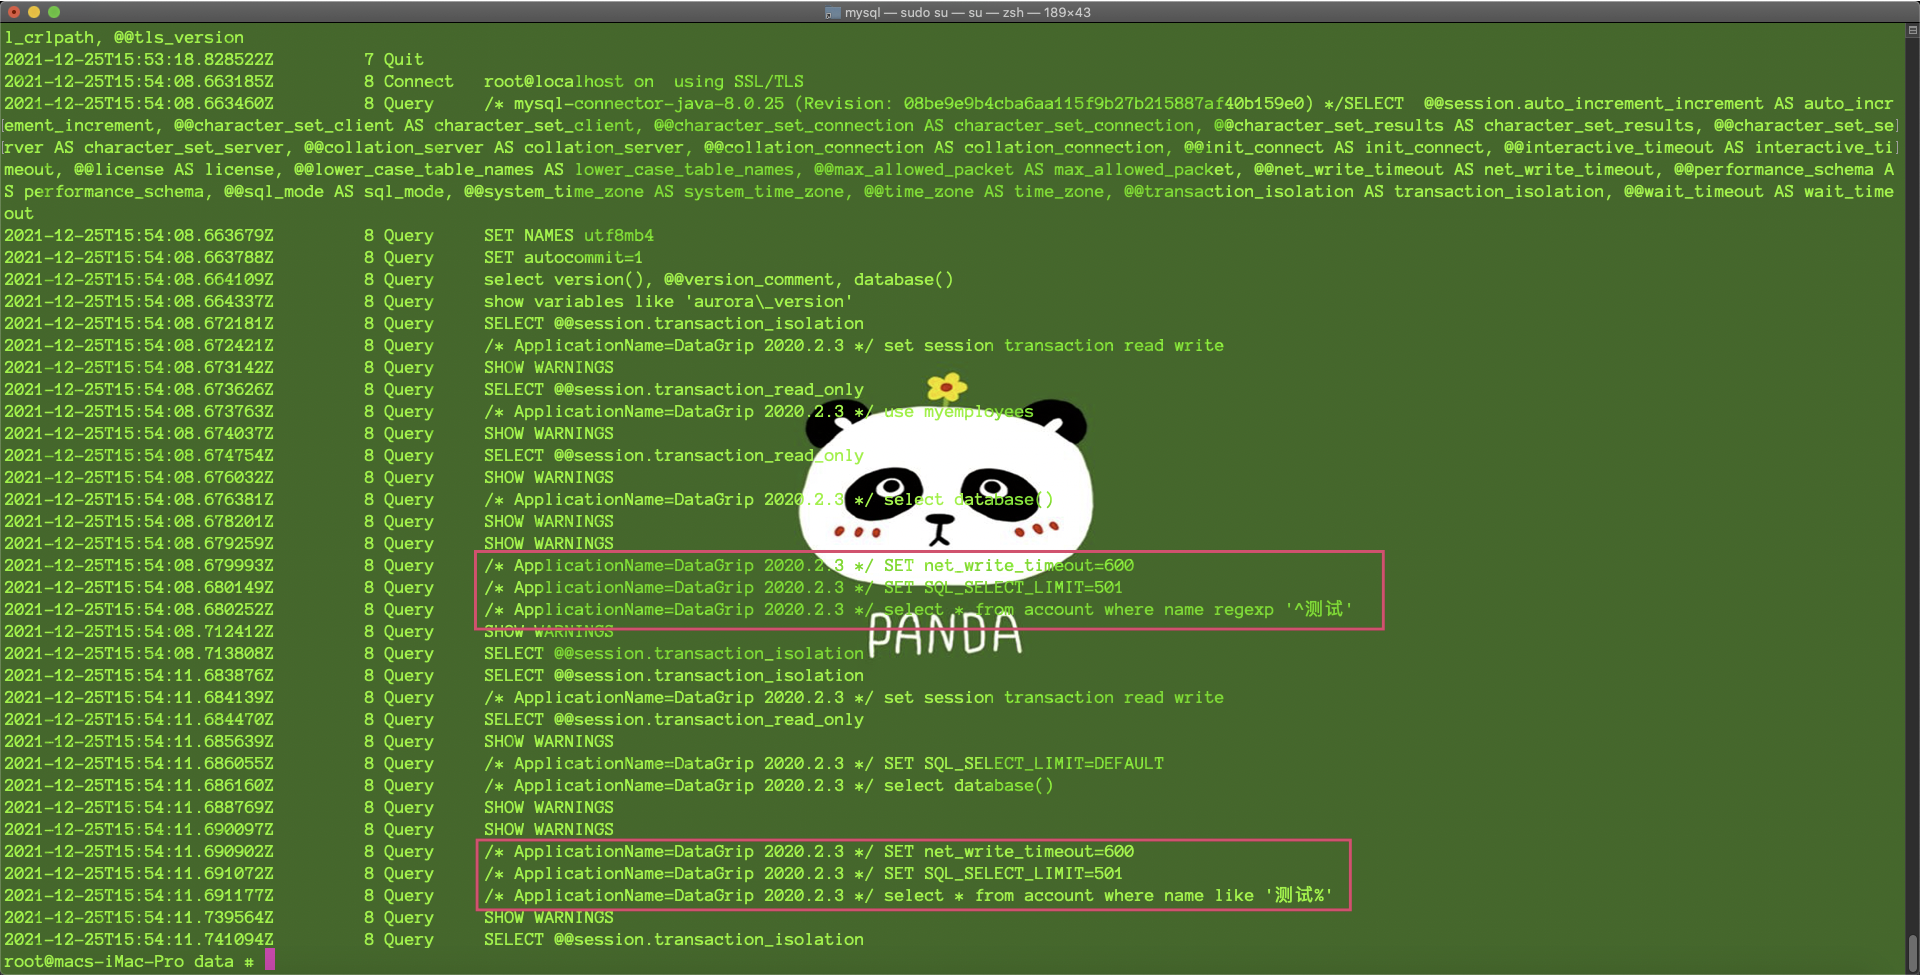 mysql — sudo su — su — zsh — 189×43
l_crlpath, @@tls_version
2021-12-25T15:53:18.828522Z 7 Quit
2021-12-25T15:54:08.663185Z 8 Connect root@localhost on using SSL/TLS
2021-12-25T15:54:08.663460Z 8 Query /* mysql-connector-java-8.0.25 (Revision: 08be9e9b4cba6aa115f9b27b215887af40b159e0) */SELECT @@session.auto_increment_increment AS auto_incr
ement_increment, @@character_set_client AS character_set_client, @@character_set_connection AS character_set_connection, @@character_set_results AS character_set_results, @@character_set_se
rver AS character_set_server, @@collation_server AS collation_server, @@collation_connection AS collation_connection, @@init_connect AS init_connect, @@interactive_timeout AS interactive_ti
meout, @@license AS license, @@lower_case_table_names AS lower_case_table_names, @@max_allowed_packet AS max_allowed_packet, @@net_write_timeout AS net_write_timeout, @@performance_schema A
S performance_schema, @@sql_mode AS sql_mode, @@system_time_zone AS system_time_zone, @@time_zone AS time_zone, @@transaction_isolation AS transaction_isolation, @@wait_timeout AS wait_time
out
2021-12-25T15:54:08.663679Z 8 Query SET NAMES utf8mb4
2021-12-25T15:54:08.663788Z 8 Query SET autocommit=1
2021-12-25T15:54:08.664109Z 8 Query select version(), @@version_comment, database()
2021-12-25T15:54:08.664337Z 8 Query show variables like 'aurora\_version'
2021-12-25T15:54:08.672181Z 8 Query SELECT @@session.transaction_isolation
2021-12-25T15:54:08.672421Z 8 Query /* ApplicationName=DataGrip 2020.2.3 */ set session transaction read write
2021-12-25T15:54:08.673142Z 8 Query SHOW WARNINGS
2021-12-25T15:54:08.673626Z 8 Query SELECT @@session.transaction_read_only
2021-12-25T15:54:08.673763Z 8 Query /* ApplicationName=DataGrip 2020.2.3 */ use myemployees
2021-12-25T15:54:08.674037Z 8 Query SHOW WARNINGS
2021-12-25T15:54:08.674754Z 8 Query SELECT @@session.transaction_read_only
2021-12-25T15:54:08.676032Z 8 Query SHOW WARNINGS
2021-12-25T15:54:08.676381Z 8 Query /* ApplicationName=DataGrip 2020.2.3 */ select database()
2021-12-25T15:54:08.678201Z 8 Query SHOW WARNINGS
2021-12-25T15:54:08.679259Z 8 Query SHOW WARNINGS
2021-12-25T15:54:08.679993Z 8 Query /* ApplicationName=DataGrip 2020.2.3 */ SET net_write_timeout=600
2021-12-25T15:54:08.680149Z 8 Query /* ApplicationName=DataGrip 2020.2.3 */ SET SQL_SELECT_LIMIT=501
2021-12-25T15:54:08.680252Z 8 Query /* ApplicationName=DataGrip 2020.2.3 */ select * from account where name regexp '^测试'
2021-12-25T15:54:08.712412Z 8 Query SHOW WARNINGS
PANDA
2021-12-25T15:54:08.713808Z 8 Query SELECT @@session.transaction_isolation
2021-12-25T15:54:11.683876Z 8 Query SELECT @@session.transaction_isolation
2021-12-25T15:54:11.684139Z 8 Query /* ApplicationName=DataGrip 2020.2.3 */ set session transaction read write
2021-12-25T15:54:11.684470Z 8 Query SELECT @@session.transaction_read_only
2021-12-25T15:54:11.685639Z 8 Query SHOW WARNINGS
2021-12-25T15:54:11.686055Z 8 Query /* ApplicationName=DataGrip 2020.2.3 */ SET SQL_SELECT_LIMIT=DEFAULT
2021-12-25T15:54:11.686160Z 8 Query /* ApplicationName=DataGrip 2020.2.3 */ select database()
2021-12-25T15:54:11.688769Z 8 Query SHOW WARNINGS
2021-12-25T15:54:11.690097Z 8 Query SHOW WARNINGS
2021-12-25T15:54:11.690902Z 8 Query /* ApplicationName=DataGrip 2020.2.3 */ SET net_write_timeout=600
2021-12-25T15:54:11.691072Z 8 Query /* ApplicationName=DataGrip 2020.2.3 */ SET SQL_SELECT_LIMIT=501
2021-12-25T15:54:11.691177Z 8 Query /* ApplicationName=DataGrip 2020.2.3 */ select * from account where name like '测试%'
2021-12-25T15:54:11.739564Z 8 Query SHOW WARNINGS
2021-12-25T15:54:11.741094Z 8 Query SELECT @@session.transaction_isolation
root@macs-iMac-Pro data #